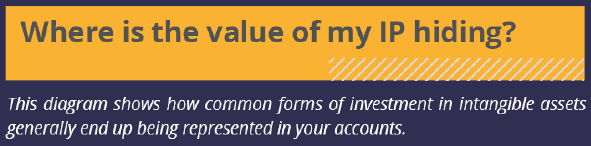 Where is the value of my IP hiding?
This diagram shows how common forms of investment in intangible assets
generally end up being represented in your accounts.